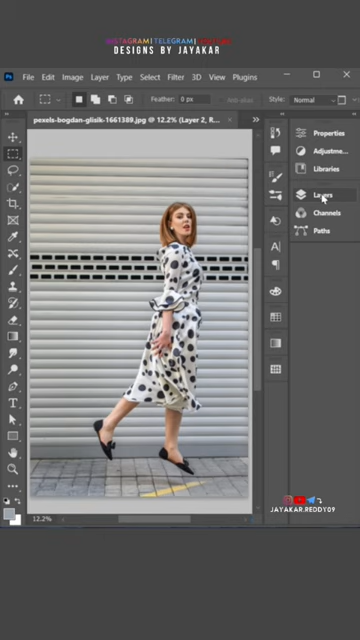 INSTAGRAM|TELEGRAM|
DESIGNS BY JAYAKAR
Ps File Edit Image Layer Type Select Filter 3D View Plugins
Feather: 0 px Anti-alias Style: Normal
pexels-bogdan-glisik-1661389.jpg @ 12.2% (Layer 2, R...
Properties
Adjustme...
Libraries
Layers
Channels
Paths
JAYAKAR.REDDY09
12.2%